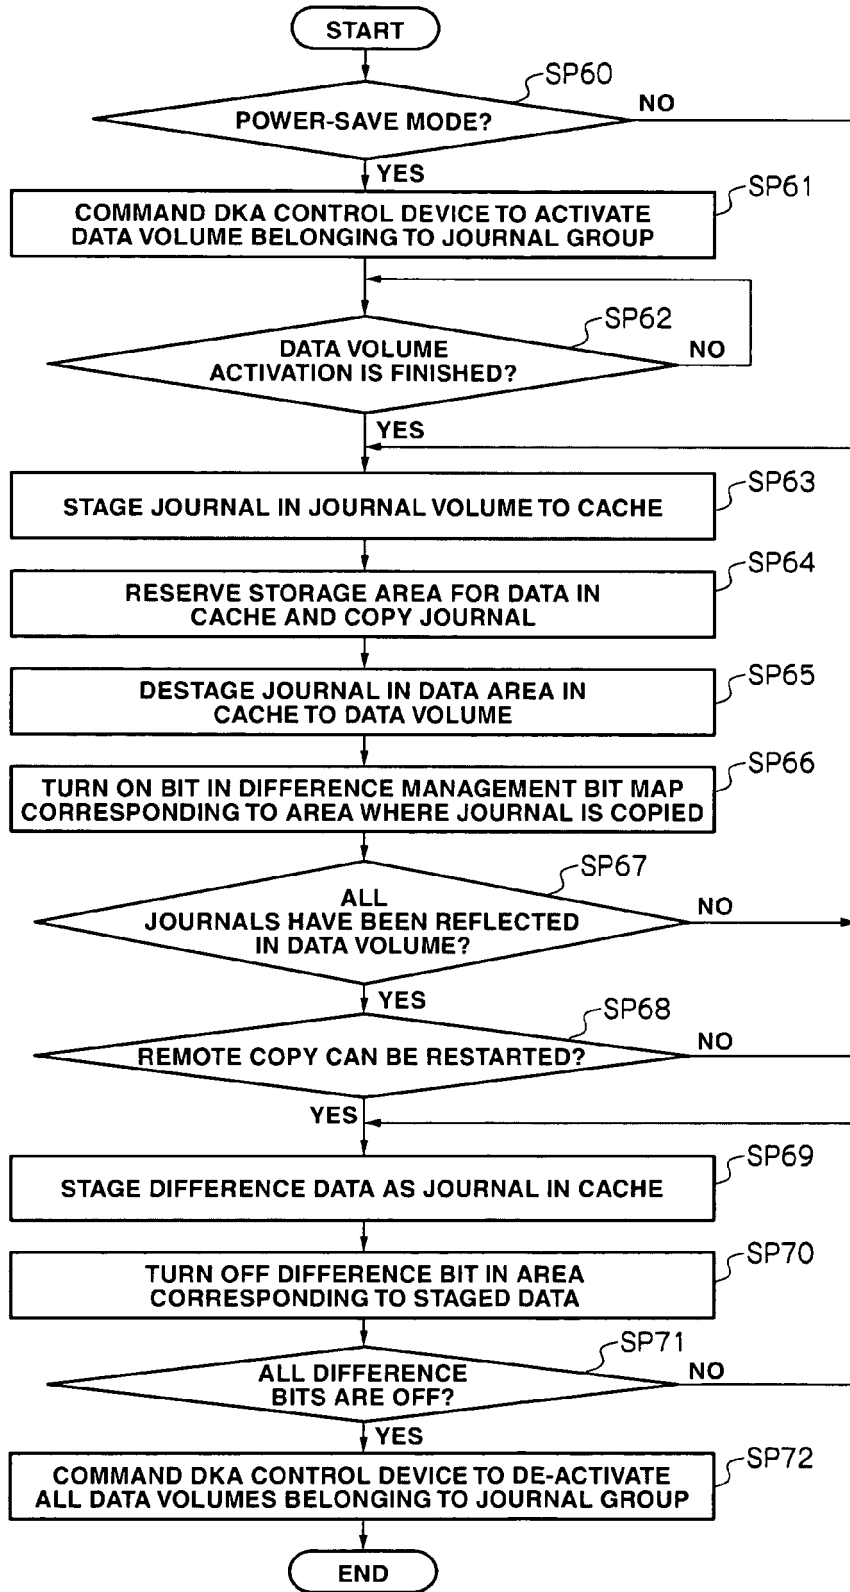 START
SP60
POWER-SAVE MODE?
NO
YES
SP61
COMMAND DKA CONTROL DEVICE TO ACTIVATE
DATA VOLUME BELONGING TO JOURNAL GROUP
SP62
DATA VOLUME
ACTIVATION IS FINISHED?
NO
YES
SP63
STAGE JOURNAL IN JOURNAL VOLUME TO CACHE
SP64
RESERVE STORAGE AREA FOR DATA IN
CACHE AND COPY JOURNAL
SP65
DESTAGE JOURNAL IN DATA AREA IN
CACHE TO DATA VOLUME
SP66
TURN ON BIT IN DIFFERENCE MANAGEMENT BIT MAP
CORRESPONDING TO AREA WHERE JOURNAL IS COPIED
SP67
ALL
JOURNALS HAVE BEEN REFLECTED
IN DATA VOLUME?
NO
YES
SP68
REMOTE COPY CAN BE RESTARTED?
NO
YES
SP69
STAGE DIFFERENCE DATA AS JOURNAL IN CACHE
SP70
TURN OFF DIFFERENCE BIT IN AREA
CORRESPONDING TO STAGED DATA
SP71
ALL DIFFERENCE
BITS ARE OFF?
NO
YES
SP72
COMMAND DKA CONTROL DEVICE TO DE-ACTIVATE
ALL DATA VOLUMES BELONGING TO JOURNAL GROUP
END